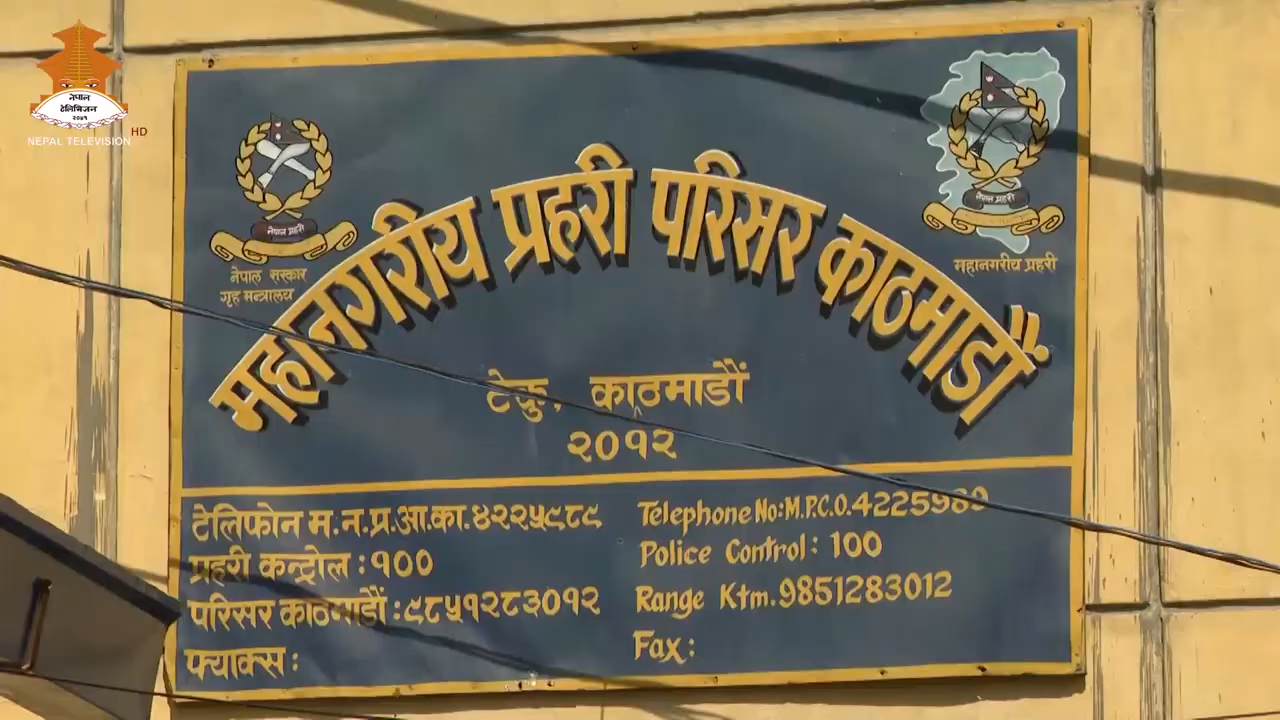 नेपाल
टेलिभिजन
२०४१
NEPAL TELEVISION HD
नेपाल प्रहरी
नेपाल सरकार
गृह मन्त्रालय
नेपाल प्रहरी
महानगरीय प्रहरी
महानगरीय प्रहरी परिसर काठमाडौं
टेकु, काठमाडौं
२०१२
टेलिफोन म.न.प्र.आ.का.४२२५९८९
प्रहरी कन्ट्रोल : १००
परिसर काठमाडौं : ९८५१२८३०१२
फ्याक्स :
Telephone No: M.P.C.O. 4225989
Police Control: 100
Range Ktm. 9851283012
Fax: